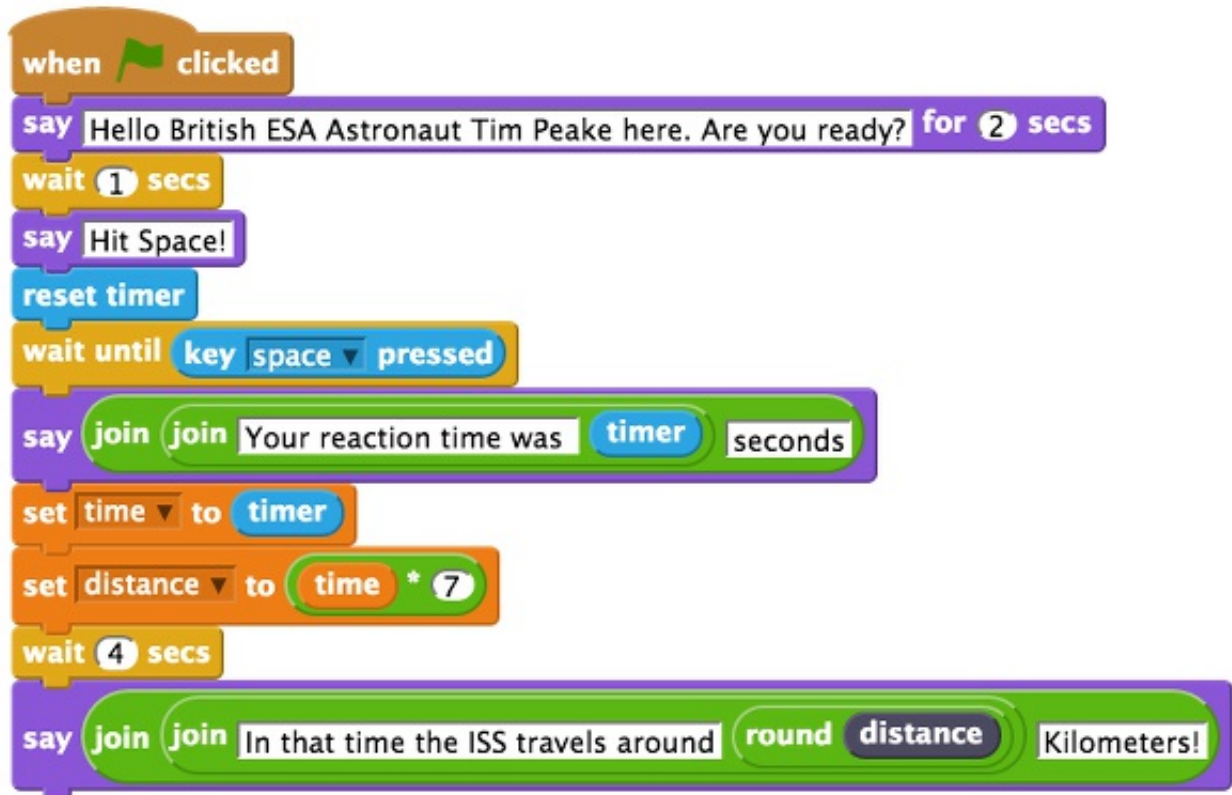 when clicked
say Hello British ESA Astronaut Tim Peake here. Are you ready? for 2 secs
wait 1 secs
say Hit Space!
reset timer
wait until key space pressed
say join join Your reaction time was timer seconds
set time to timer
set distance to time * 7
wait 4 secs
say join join In that time the ISS travels around round distance Kilometers!